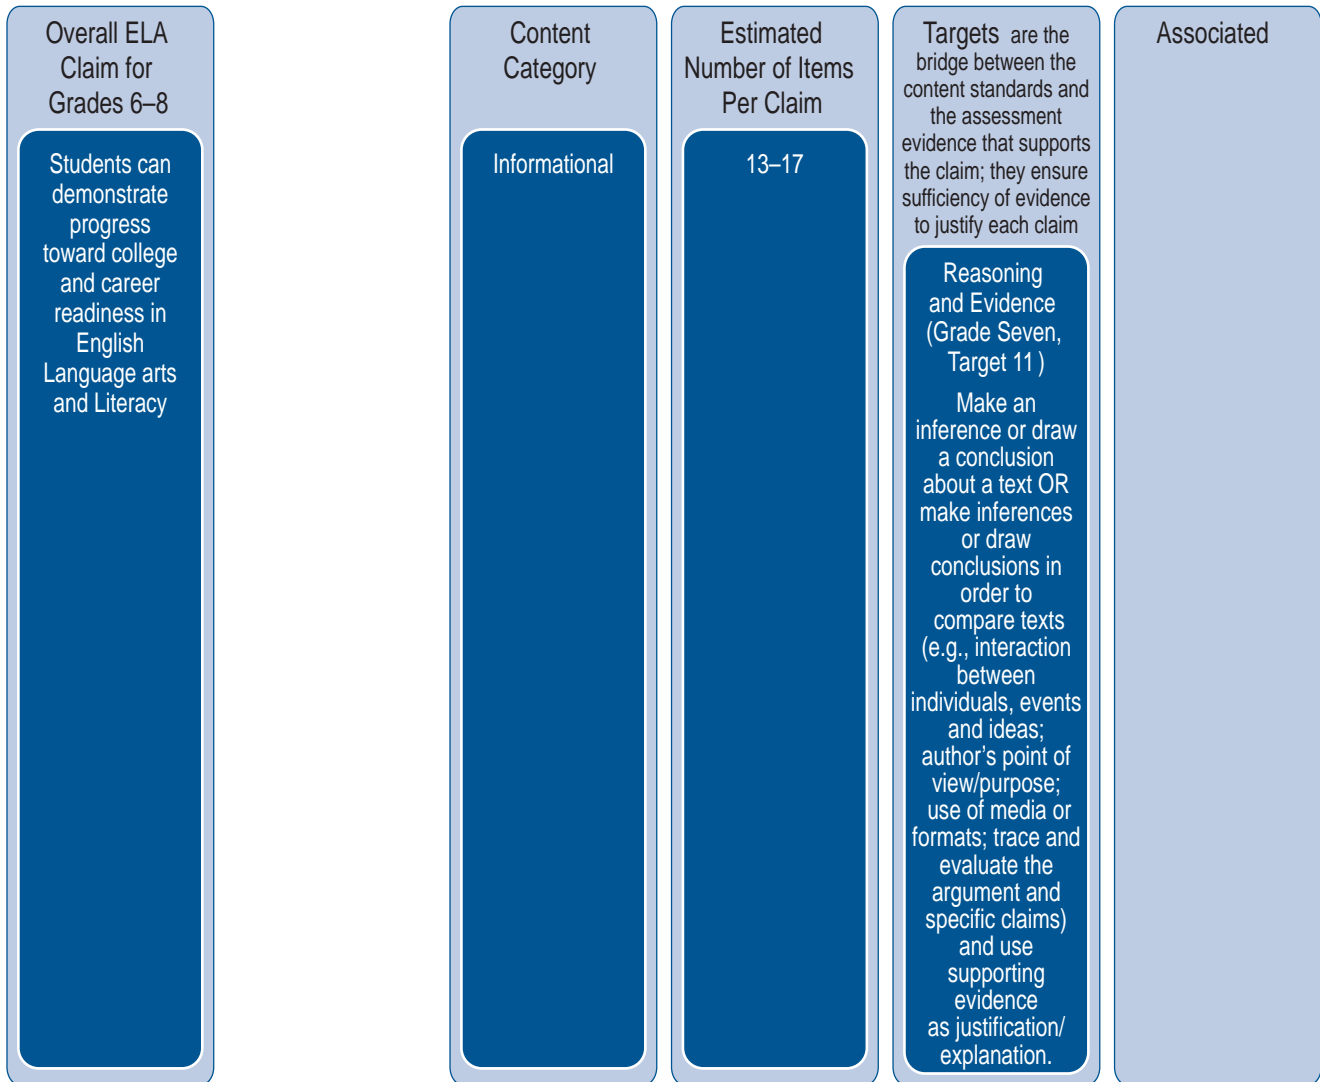 Overall ELA
Claim for
Grades 6–8
Students can
demonstrate
progress
toward college
and career
readiness in
English
Language arts
and Literacy
Content
Category
Informational
Estimated
Number of Items
Per Claim
13–17
Targets are the
bridge between the
content standards and
the assessment
evidence that supports
the claim; they ensure
sufficiency of evidence
to justify each claim
Reasoning
and Evidence
(Grade Seven,
Target 11 )
Make an
inference or draw
a conclusion
about a text OR
make inferences
or draw
conclusions in
order to
compare texts
(e.g., interaction
between
individuals, events
and ideas;
author’s point of
view/purpose;
use of media or
formats; trace and
evaluate the
argument and
specific claims)
and use
supporting
evidence
as justification/
explanation.
Associated